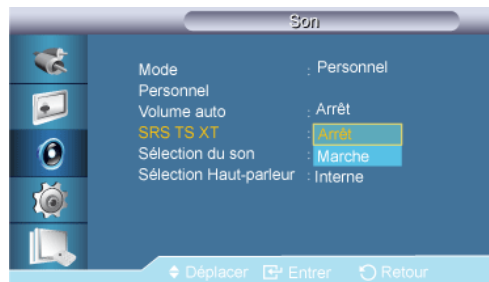 Son
Mode : Personnel
Personnel
Volume auto : Arrêt
SRS TS XT : Arrêt
Marche
Sélection du son :
Sélection Haut-parleur : Interne
Déplacer Entrer Retour